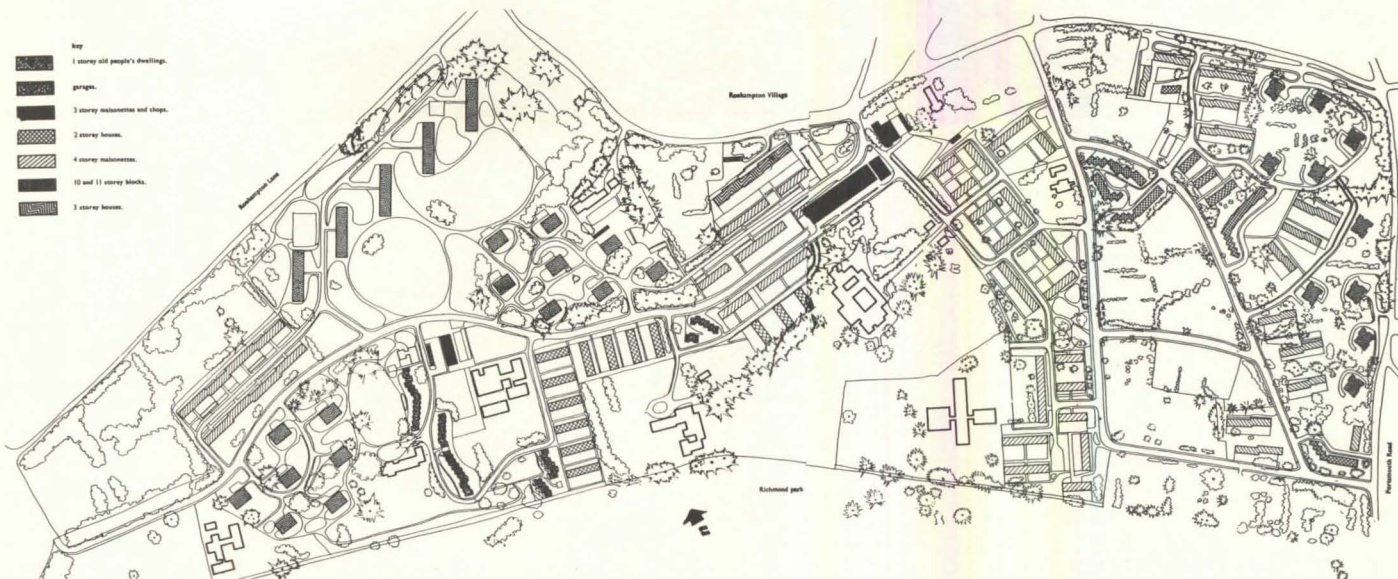 key
1 storey old people's dwellings.
garages.
3 storey maisonettes and shops.
2 storey houses.
4 storey maisonettes.
10 and 11 storey blocks.
3 storey houses.
Roehampton Lane
Roehampton Village
Richmond park
Portsmouth Road
n